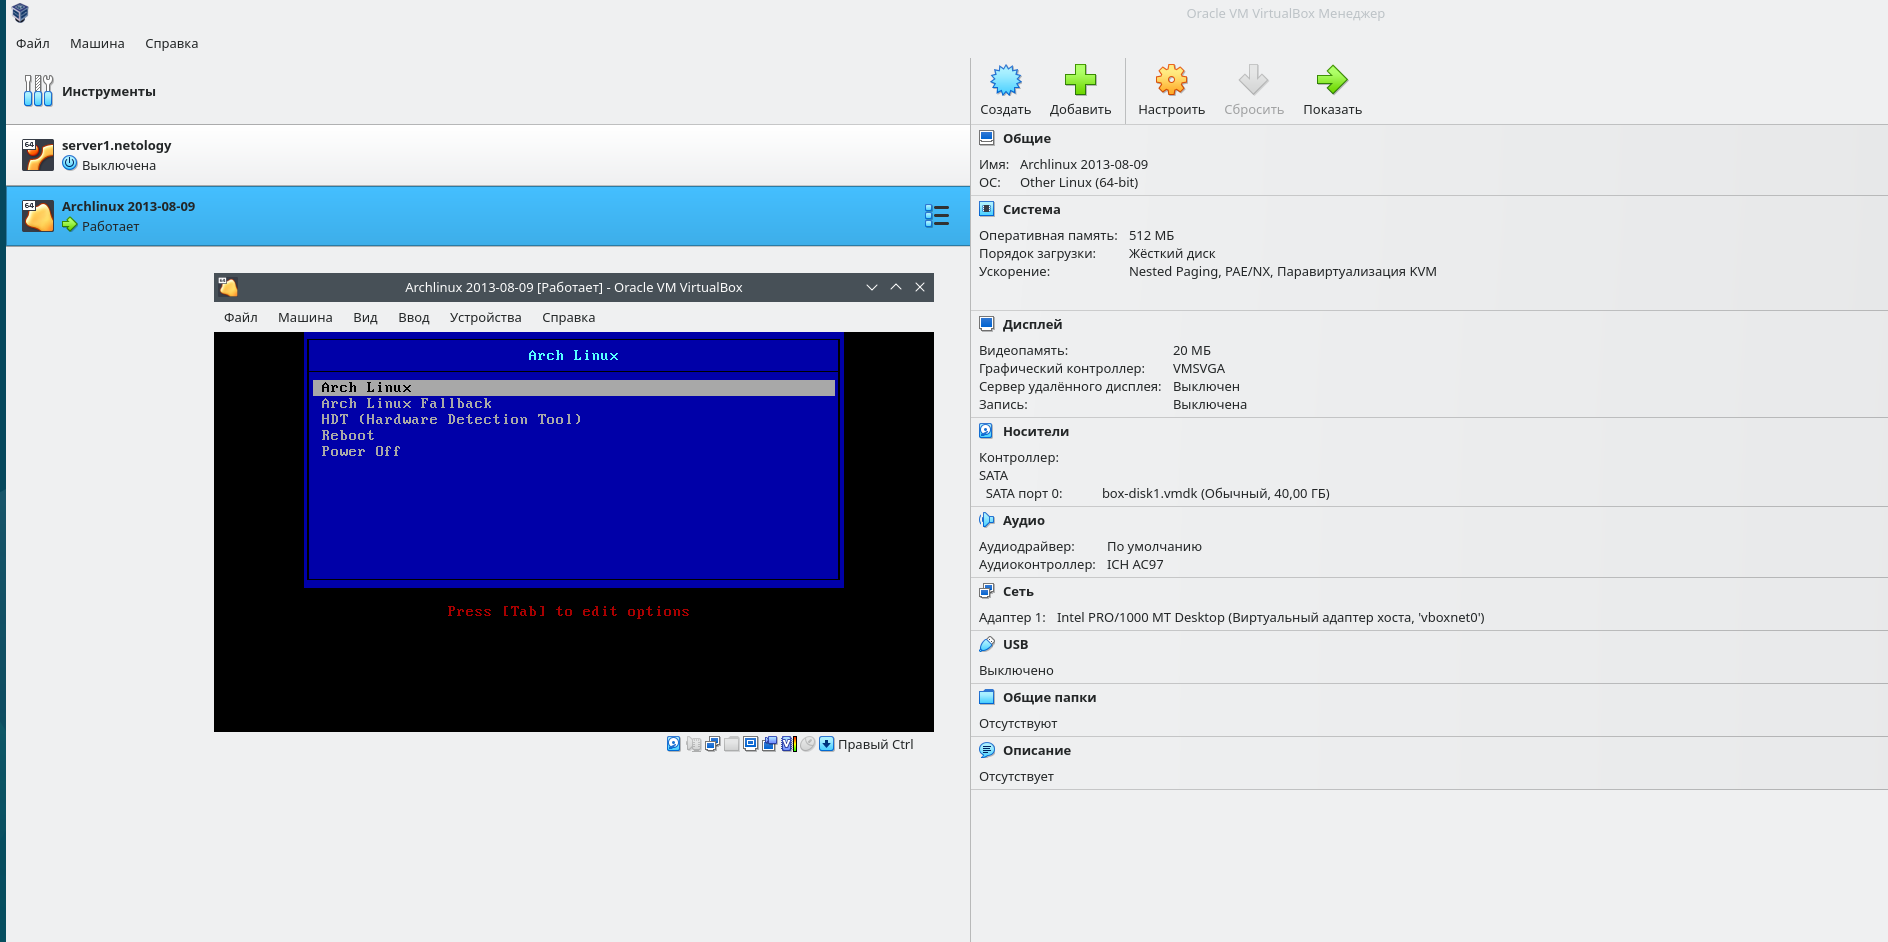 Oracle VM VirtualBox Менеджер
Файл Машина Справка
Инструменты
Создать Добавить Настроить Сбросить Показать
64
server1.netology
Выключена
64
Archlinux 2013-08-09
Работает
Archlinux 2013-08-09 [Работает] - Oracle VM VirtualBox
Файл Машина Вид Ввод Устройства Справка
Arch Linux
Arch Linux
Arch Linux Fallback
HDT (Hardware Detection Tool)
Reboot
Power Off
Press [Tab] to edit options
Правый Ctrl
Общие
Имя: Archlinux 2013-08-09
ОС: Other Linux (64-bit)
Система
Оперативная память: 512 МБ
Порядок загрузки: Жёсткий диск
Ускорение: Nested Paging, PAE/NX, Паравиртуализация KVM
Дисплей
Видеопамять: 20 МБ
Графический контроллер: VMSVGA
Сервер удалённого дисплея: Выключен
Запись: Выключена
Носители
Контроллер:
SATA
SATA порт 0: box-disk1.vmdk (Обычный, 40,00 ГБ)
Аудио
Аудиодрайвер: По умолчанию
Аудиоконтроллер: ICH AC97
Сеть
Адаптер 1: Intel PRO/1000 MT Desktop (Виртуальный адаптер хоста, 'vboxnet0')
USB
Выключено
Общие папки
Отсутствуют
Описание
Отсутствует